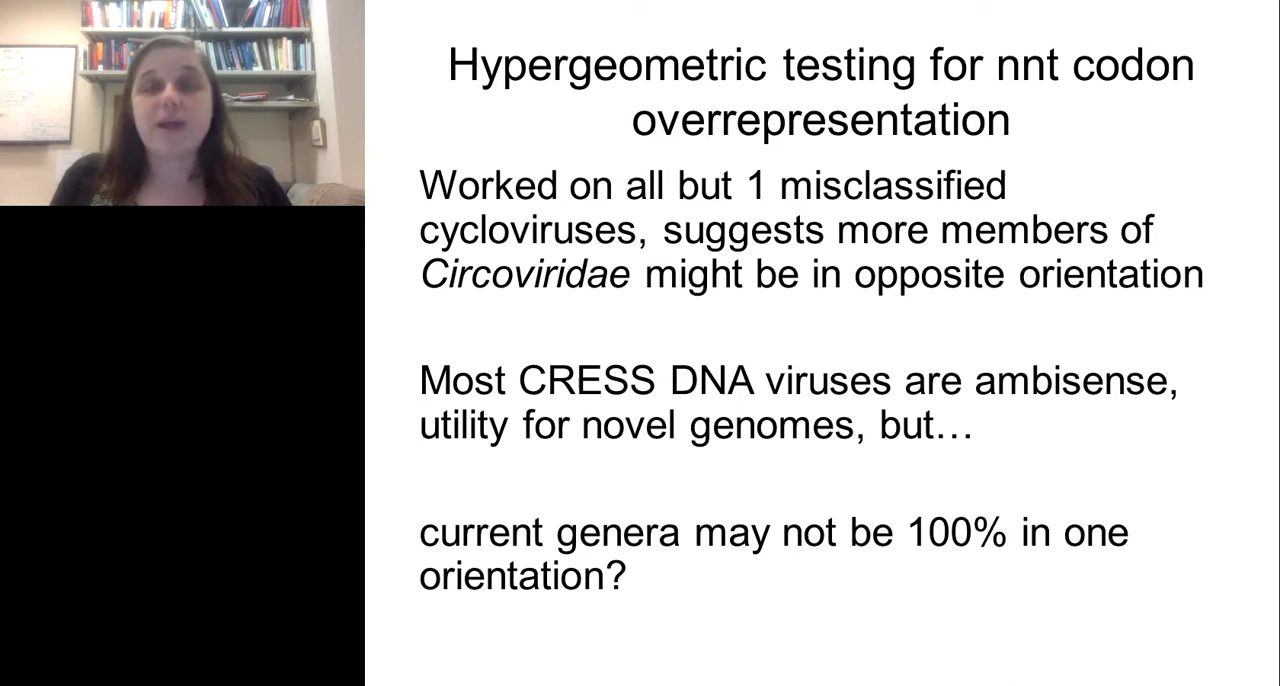 Hypergeometric testing for nnt codon
overrepresentation
Worked on all but 1 misclassified
cycloviruses, suggests more members of
Circoviridae might be in opposite orientation
Most CRESS DNA viruses are ambisense,
utility for novel genomes, but…
current genera may not be 100% in one
orientation?